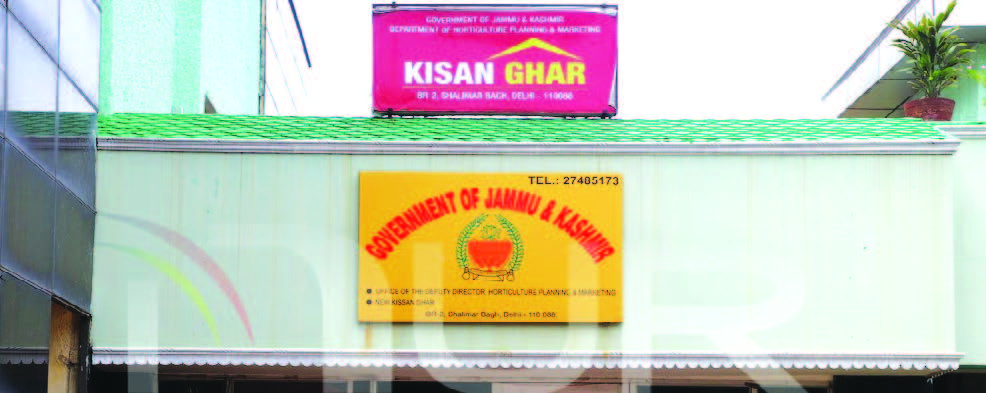 GOVERNMENT OF JAMMU & KASHMIR
DEPARTMENT OF HORTICULTURE PLANNING & MARKETING
KISAN GHAR
BR-2, SHALIMAR BAGH, DELHI - 110088
TEL.: 27485173
GOVERNMENT OF JAMMU & KASHMIR
OFFICE OF THE DEPUTY DIRECTOR HORTICULTURE PLANNING & MARKETING
NEW KISSAN GHAR
BR-2, Shalimar Bagh, Delhi - 110 088